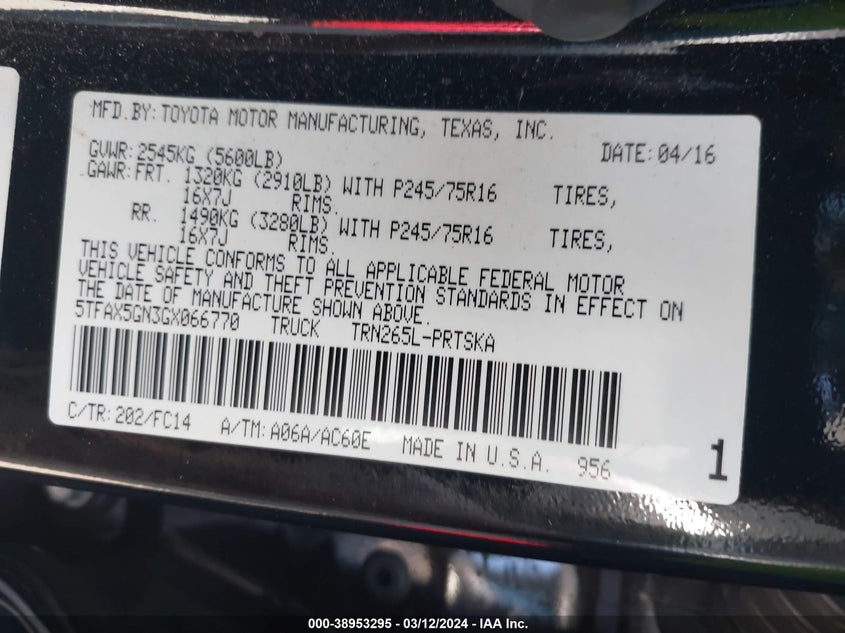 MFD.BY: TOYOTA MOTOR MANUFACTURING, TEXAS, INC.
DATE: 04/16
GVWR: 2545KG (5600LB)
GAWR: FRT. 1320KG (2910LB) WITH P245/75R16 TIRES,
16X7J RIMS.
RR. 1490KG (3280LB) WITH P245/75R16 TIRES,
16X7J RIMS.
THIS VEHICLE CONFORMS TO ALL APPLICABLE FEDERAL MOTOR
VEHICLE SAFETY AND THEFT PREVENTION STANDARDS IN EFFECT ON
THE DATE OF MANUFACTURE SHOWN ABOVE.
5TFAX5GN3GX066770 TRUCK TRN265L-PRTSKA
C/TR: 202/FC14 A/TM: A06A/AC60E MADE IN U.S.A. 956
1
000-38953295 - 03/12/2024 - IAA Inc.